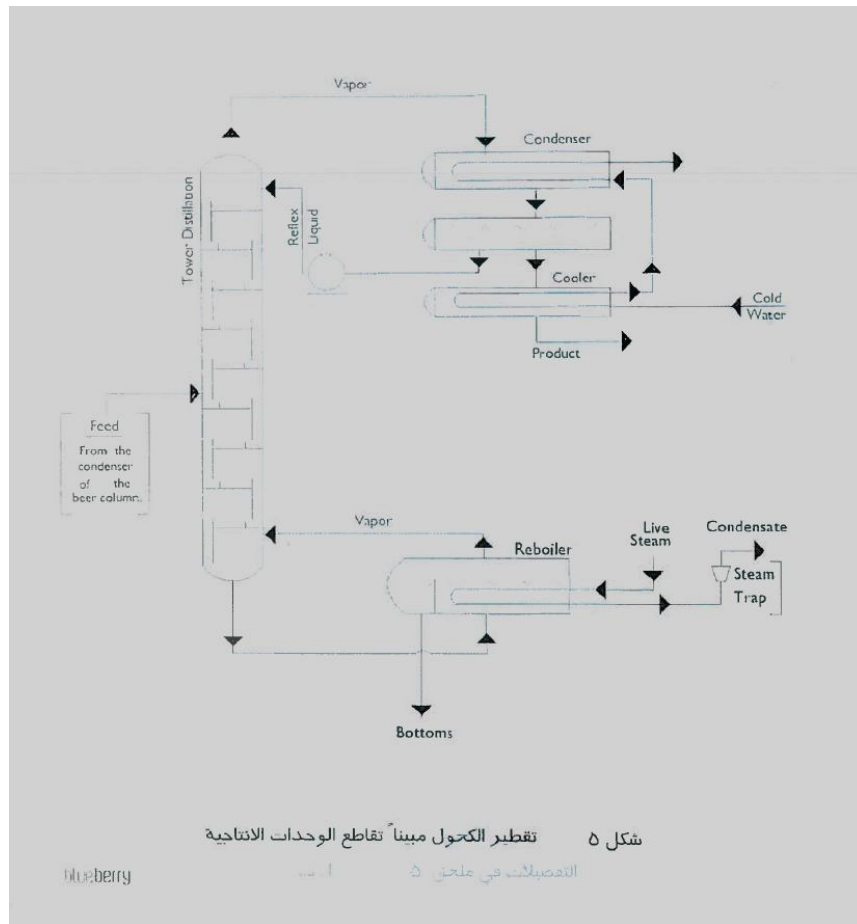 Vapor
Condenser
Tower Distillation
Reflex
Liquid
Cooler
Cold
Water
Product
Feed
From the
condenser
of the
beer column.
Vapor
Reboiler
Live
Steam
Condensate
Steam
Trap
Bottoms
شكل ٥ تقطير الكحول مبيناً تقاطع الوحدات الانتاجية
التفصيلات في ملحق ٥
blueberry